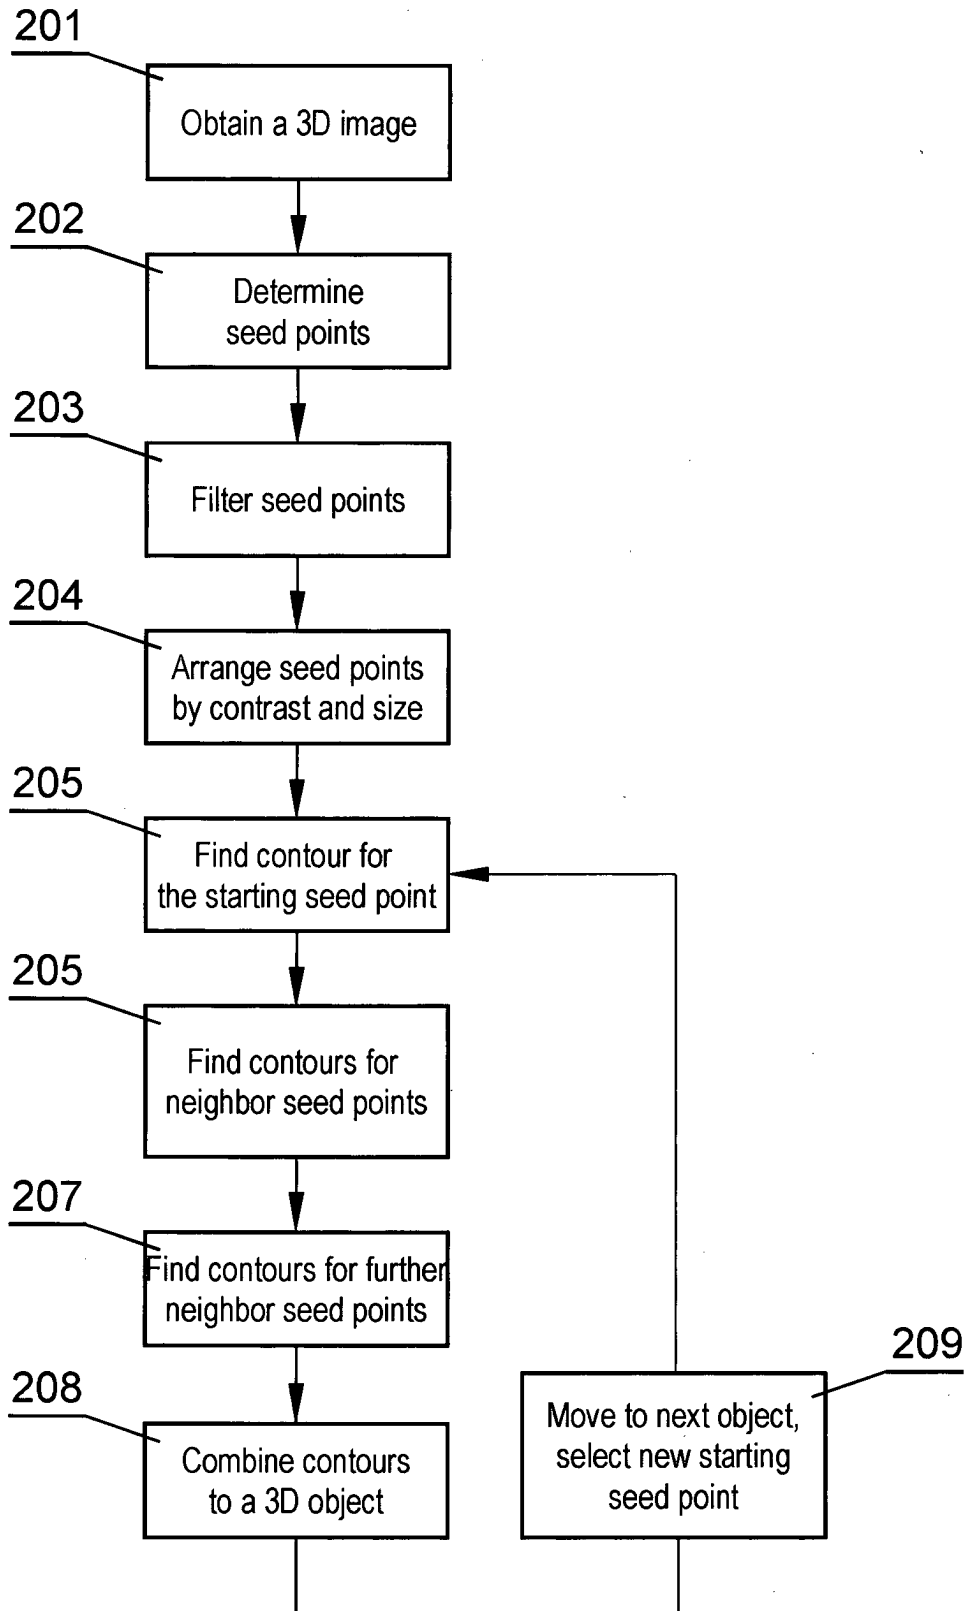 201
Obtain a 3D image
202
Determine
seed points
203
Filter seed points
204
Arrange seed points
by contrast and size
205
Find contour for
the starting seed point
205
Find contours for
neighbor seed points
207
Find contours for further
neighbor seed points
208
Combine contours
to a 3D object
209
Move to next object,
select new starting
seed point